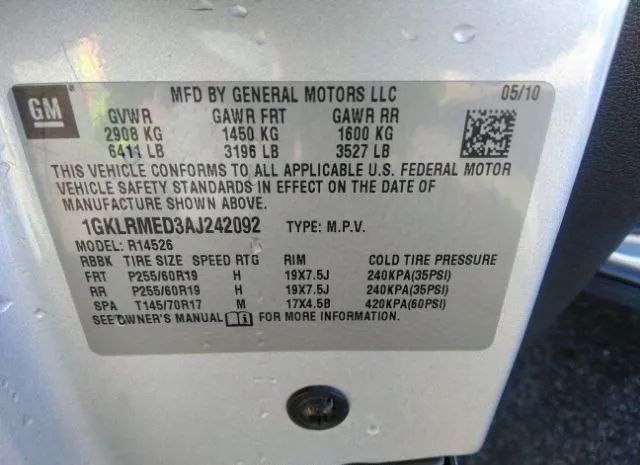 GM
MFD BY GENERAL MOTORS LLC 05/10
GVWR GAWR FRT GAWR RR
2908 KG 1450 KG 1600 KG
6411 LB 3196 LB 3527 LB
THIS VEHICLE CONFORMS TO ALL APPLICABLE U.S. FEDERAL MOTOR
VEHICLE SAFETY STANDARDS IN EFFECT ON THE DATE OF
MANUFACTURE SHOWN ABOVE.
1GKLRMED3AJ242092 TYPE: M.P.V.
MODEL: R14526
RBBK TIRE SIZE SPEED RTG RIM COLD TIRE PRESSURE
FRT P255/60R19 H 19X7.5J 240KPA(35PSI)
RR P255/60R19 H 19X7.5J 240KPA(35PSI)
SPA T145/70R17 M 17X4.5B 420KPA(60PSI)
SEE OWNER'S MANUAL FOR MORE INFORMATION.